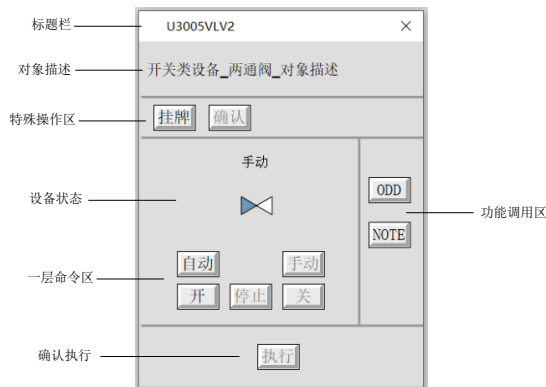 标题栏
U3005VLV2
对象描述
开关类设备_两通阀_对象描述
特殊操作区
挂牌 确认
手动
设备状态
ODD
功能调用区
NOTE
自动 手动
一层命令区
开 停止 关
确认执行
执行